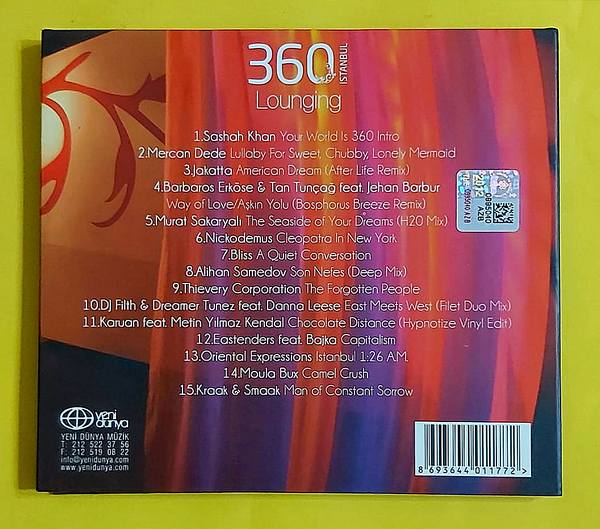 360
ISTANBUL
Lounging
1.Sashah Khan Your World Is 360 Intro
2.Mercan Dede Lullaby For Sweet, Chubby, Lonely Mermaid
3.Jakatta American Dream (After Life Remix)
4.Barbaros Erköse & Tan Tunçağ feat. Jehan Barbur
Way of Love/Aşkın Yolu (Bosphorus Breeze Remix)
5.Murat Sakaryalı The Seaside of Your Dreams (H20 Mix)
6.Nickodemus Cleopatra In New York
7.Bliss A Quiet Conversation
8.Alihan Samedov Son Nefes (Deep Mix)
9.Thievery Corporation The Forgotten People
10.DJ Filth & Dreamer Tunez feat. Danna Leese East Meets West (Filet Duo Mix)
11.Karuan feat. Metin Yılmaz Kendal Chocolate Distance (Hypnotize Vinyl Edit)
12.Eastenders feat. Bajka Capitalism
13.Oriental Expressions Istanbul 1:26 A.M.
14.Moula Bux Camel Crush
15.Kraak & Smaak Man of Constant Sorrow
yeni
dünya
YENİ DÜNYA MÜZİK
T: 212 522 37 56
F: 212 519 08 22
info@yenidunya.com
www.yenidunya.com
8 693644 011772 >